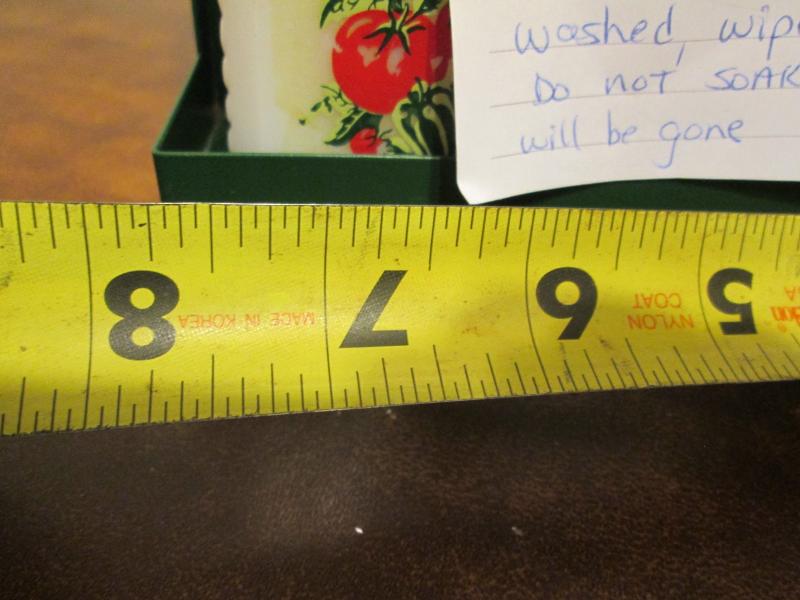 washed, wip
Do not SOAK
will be gone
8 MADE IN KOREA 7 6 NYLON COAT 5